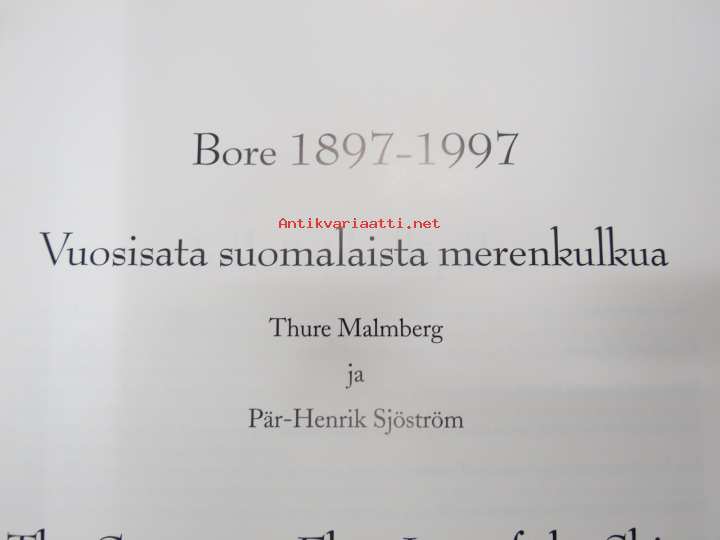 Bore 1897-1997
Antikvariaatti.net
Vuosisata suomalaista merenkulkua
Thure Malmberg
ja
Pär-Henrik Sjöström